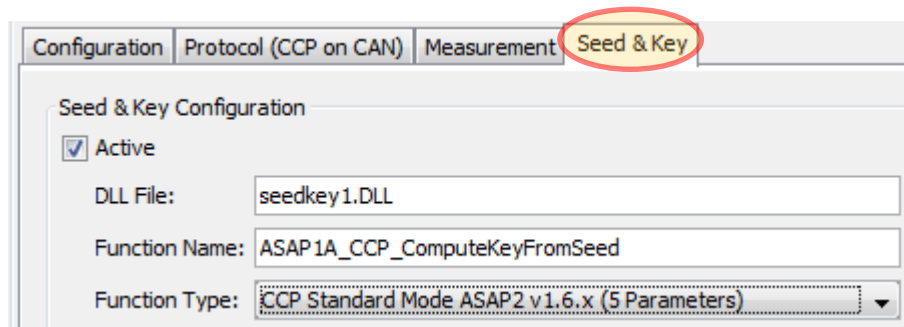 Configuration Protocol (CCP on CAN) Measurement Seed & Key
Seed & Key Configuration
Active
DLL File: seedkey1.DLL
Function Name: ASAP1A_CCP_ComputeKeyFromSeed
Function Type: CCP Standard Mode ASAP2 v1.6.x (5 Parameters)